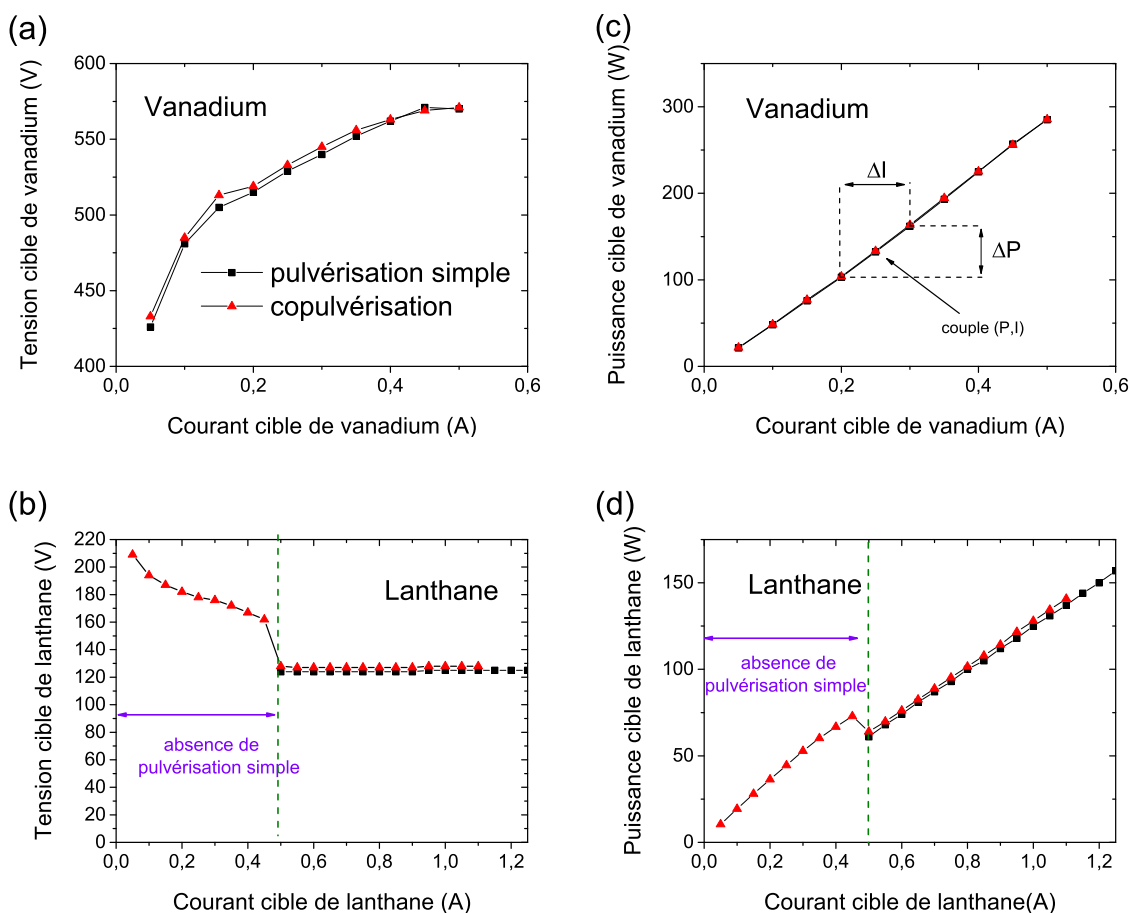 (a)
600
550
500
450
400
0,0
0,2
0,4
0,6
Tension cible de vanadium (V)
Courant cible de vanadium (A)
Vanadium
pulvérisation simple
copulvérisation
(c)
300
200
100
0
0,0
0,2
0,4
0,6
Puissance cible de vanadium (W)
Courant cible de vanadium (A)
Vanadium
ΔI
ΔP
couple (P,I)
(b)
220
200
180
160
140
120
100
80
60
40
20
0
0,0
0,2
0,4
0,6
0,8
1,0
1,2
Tension cible de lanthane (V)
Courant cible de lanthane (A)
Lanthane
absence de
pulvérisation simple
(d)
150
100
50
0
0,0
0,2
0,4
0,6
0,8
1,0
1,2
Puissance cible de lanthane (W)
Courant cible de lanthane(A)
Lanthane
absence de
pulvérisation simple